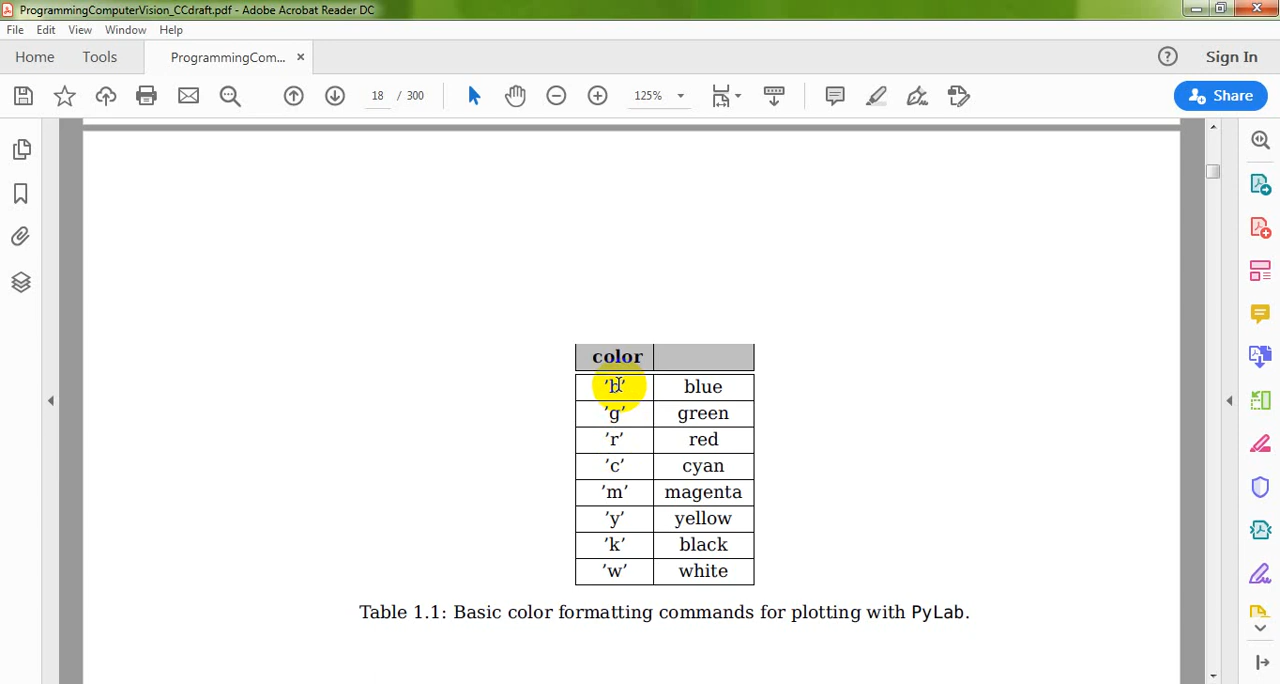 ProgrammingComputerVision_CCdraft.pdf - Adobe Acrobat Reader DC
File Edit View Window Help
Home Tools ProgrammingCom... × ? Sign In
18 / 300 125% Share
color
’b’ blue
’g’ green
’r’ red
’c’ cyan
’m’ magenta
’y’ yellow
’k’ black
’w’ white
Table 1.1: Basic color formatting commands for plotting with PyLab.